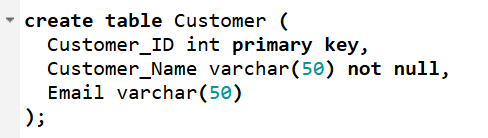 create table Customer (
Customer_ID int primary key,
Customer_Name varchar(50) not null,
Email varchar(50)
);